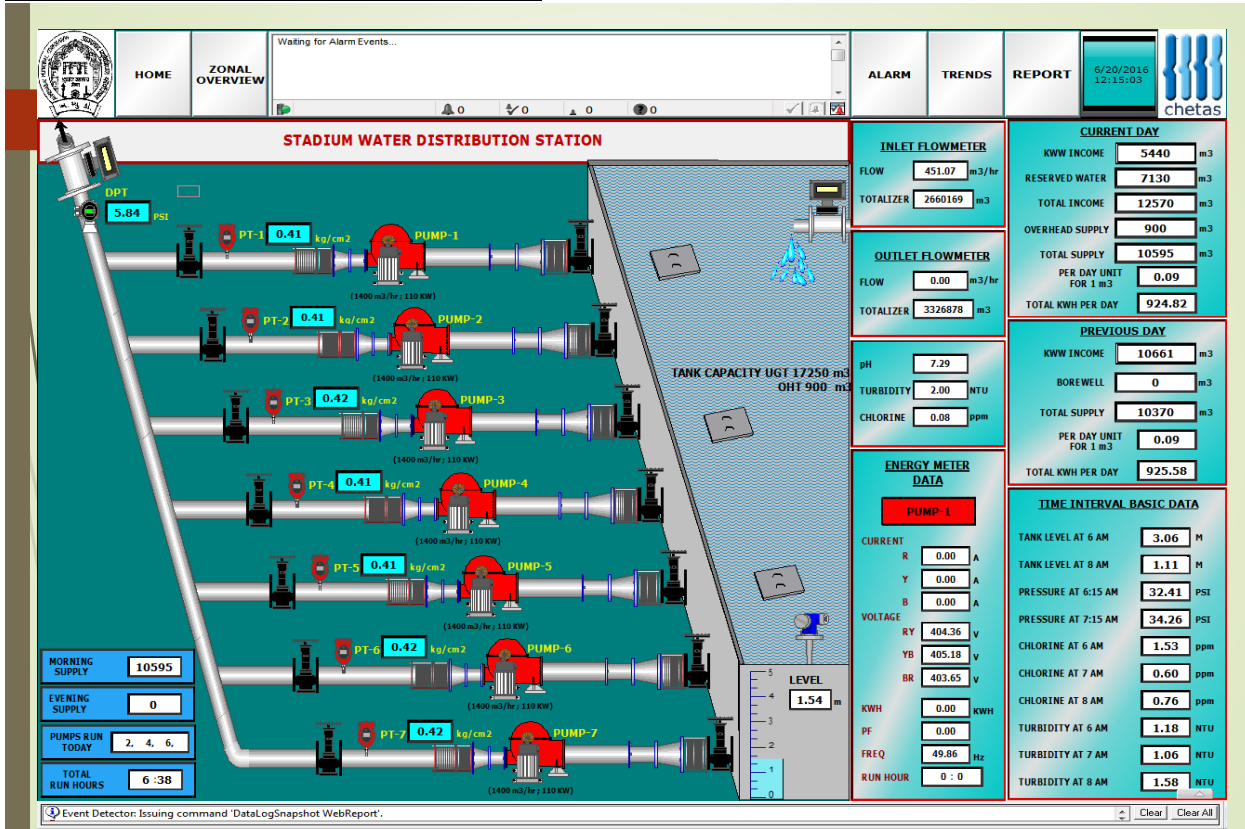 HOME
ZONAL
OVERVIEW
Waiting for Alarm Events...
0
0
0
0
ALARM
TRENDS
REPORT
6/20/2016
12:15:03
chetas
STADIUM WATER DISTRIBUTION STATION
DPT
5.84 PSI
PT-1 0.41 kg/cm2 PUMP-1
(1400 m3/hr ; 110 KW)
PT-2 0.41 kg/cm2 PUMP-2
(1400 m3/hr ; 110 KW)
PT-3 0.42 kg/cm2 PUMP-3
(1400 m3/hr ; 110 KW)
PT-4 0.41 kg/cm2 PUMP-4
(1400 m3/hr ; 110 KW)
PT-5 0.41 kg/cm2 PUMP-5
(1400 m3/hr ; 110 KW)
PT-6 0.42 kg/cm2 PUMP-6
(1400 m3/hr ; 110 KW)
PT-7 0.42 kg/cm2 PUMP-7
(1400 m3/hr ; 110 KW)
TANK CAPACITY UGT 17250 m3
OHT 900 m3
5
4
3
2
1
0
LEVEL
1.54 m
MORNING
SUPPLY 10595
EVENING
SUPPLY 0
PUMPS RUN
TODAY 2, 4, 6,
TOTAL
RUN HOURS 6 :38
INLET FLOWMETER
FLOW 451.07 m3/hr
TOTALIZER 2660169 m3
OUTLET FLOWMETER
FLOW 0.00 m3/hr
TOTALIZER 3326878 m3
pH 7.29
TURBIDITY 2.00 NTU
CHLORINE 0.08 ppm
ENERGY METER
DATA
PUMP-1
CURRENT
R 0.00 A
Y 0.00 A
B 0.00 A
VOLTAGE
RY 404.36 V
YB 405.18 V
BR 403.65 V
KWH 0.00 KWH
PF 0.00
FREQ 49.86 Hz
RUN HOUR 0 : 0
CURRENT DAY
KWW INCOME 5440 m3
RESERVED WATER 7130 m3
TOTAL INCOME 12570 m3
OVERHEAD SUPPLY 900 m3
TOTAL SUPPLY 10595 m3
PER DAY UNIT
FOR 1 m3 0.09
TOTAL KWH PER DAY 924.82
PREVIOUS DAY
KWW INCOME 10661 m3
BOREWELL 0 m3
TOTAL SUPPLY 10370 m3
PER DAY UNIT
FOR 1 m3 0.09
TOTAL KWH PER DAY 925.58
TIME INTERVAL BASIC DATA
TANK LEVEL AT 6 AM 3.06 M
TANK LEVEL AT 8 AM 1.11 M
PRESSURE AT 6:15 AM 32.41 PSI
PRESSURE AT 7:15 AM 34.26 PSI
CHLORINE AT 6 AM 1.53 ppm
CHLORINE AT 7 AM 0.60 ppm
CHLORINE AT 8 AM 0.76 ppm
TURBIDITY AT 6 AM 1.18 NTU
TURBIDITY AT 7 AM 1.06 NTU
TURBIDITY AT 8 AM 1.58 NTU
Event Detector: Issuing command 'DataLogSnapshot WebReport'.
Clear
Clear All